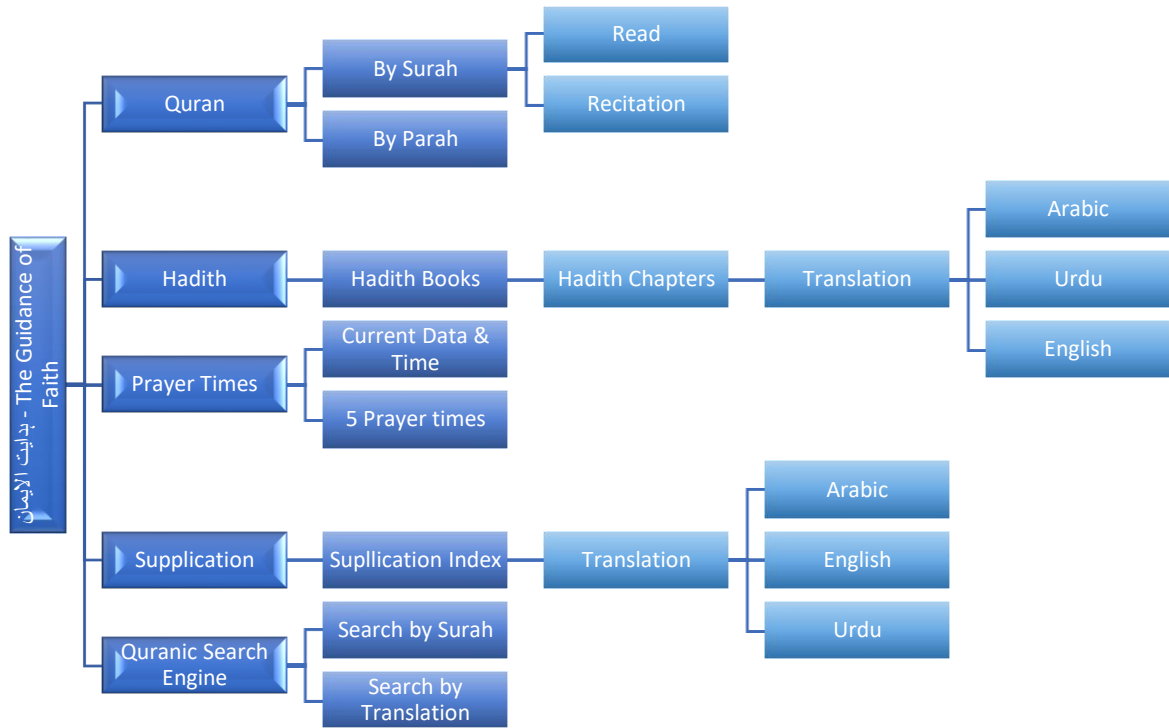 ہدایت الایمان - The Guidance of
Faith
Quran
By Surah
Read
Recitation
By Parah
Hadith
Hadith Books
Hadith Chapters
Translation
Arabic
Urdu
English
Prayer Times
Current Data &
Time
5 Prayer times
Supplication
Supllication Index
Translation
Arabic
English
Urdu
Quranic Search
Engine
Search by Surah
Search by
Translation